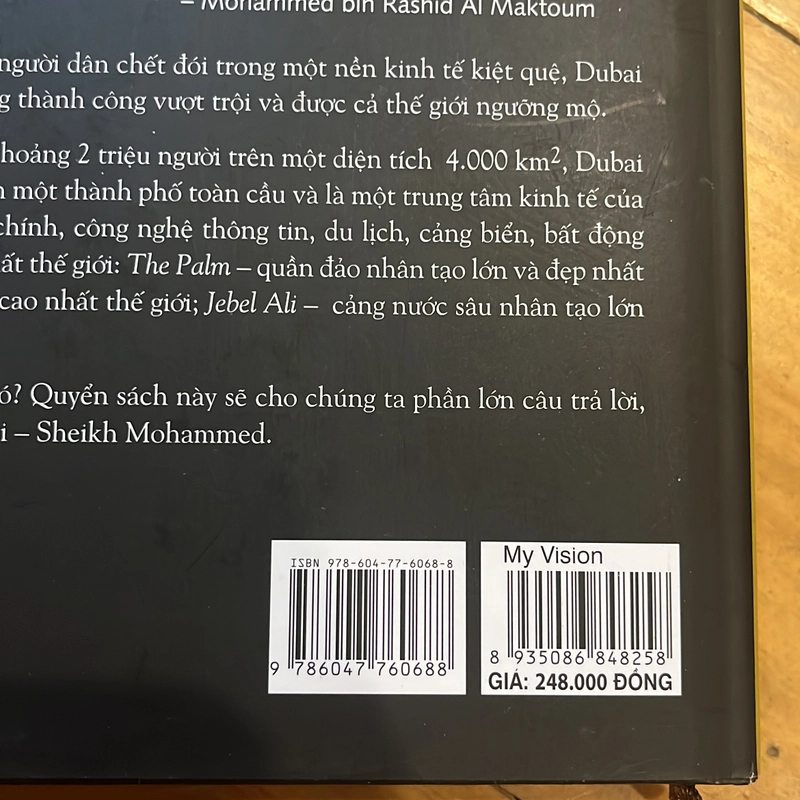 – Mohammed bin Rashid Al Maktoum
người dân chết đói trong một nền kinh tế kiệt quệ, Dubai
g thành công vượt trội và được cả thế giới ngưỡng mộ.
hoảng 2 triệu người trên một diện tích 4.000 km², Dubai
một thành phố toàn cầu và là một trung tâm kinh tế của
chính, công nghệ thông tin, du lịch, cảng biển, bất động
ất thế giới: The Palm – quần đảo nhân tạo lớn và đẹp nhất
cao nhất thế giới; Jebel Ali – cảng nước sâu nhân tạo lớn
ó? Quyển sách này sẽ cho chúng ta phần lớn câu trả lời,
i – Sheikh Mohammed.
ISBN 978-604-77-6068-8
9 786047 760688
My Vision
8 935086 848258
GIÁ: 248.000 ĐỒNG